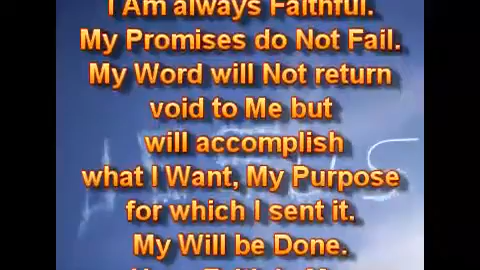 I Am always Faithful.
My Promises do Not Fail.
My Word will Not return
void to Me but
will accomplish
what I Want, My Purpose
for which I sent it.
My Will be Done.